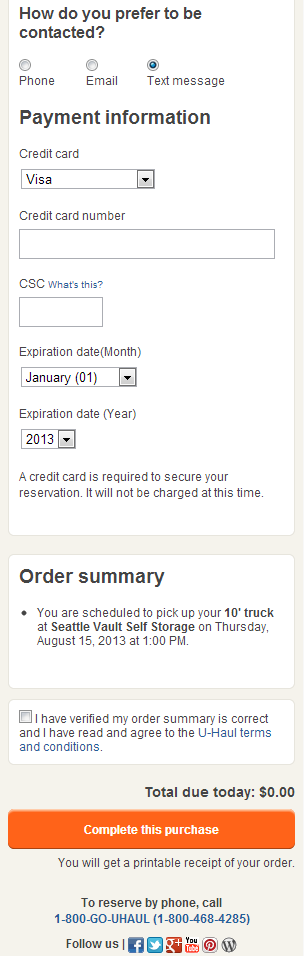 How do you prefer to be
contacted?
Phone Email Text message
Payment information
Credit card
Visa
Credit card number
CSC What's this?
Expiration date(Month)
January (01)
Expiration date (Year)
2013
A credit card is required to secure your
reservation. It will not be charged at this time.
Order summary
You are scheduled to pick up your 10' truck
at Seattle Vault Self Storage on Thursday,
August 15, 2013 at 1:00 PM.
I have verified my order summary is correct
and I have read and agree to the U-Haul terms
and conditions.
Total due today: $0.00
Complete this purchase
You will get a printable receipt of your order.
To reserve by phone, call
1-800-GO-UHAUL (1-800-468-4285)
Follow us | You Tube